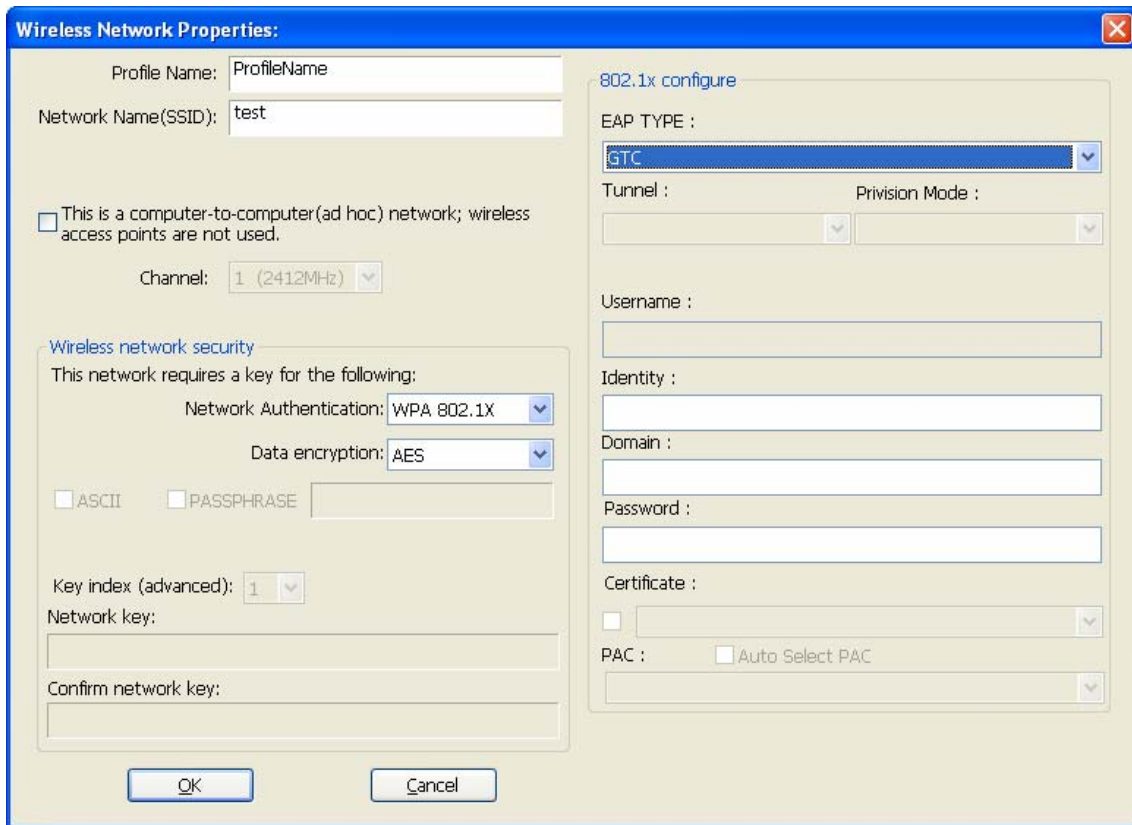 Wireless Network Properties:
Profile Name: ProfileName
Network Name(SSID): test
This is a computer-to-computer(ad hoc) network; wireless
access points are not used.
Channel: 1 (2412MHz)
Wireless network security
This network requires a key for the following:
Network Authentication: WPA 802.1X
Data encryption: AES
ASCII PASSPHRASE
Key index (advanced): 1
Network key:
Confirm network key:
OK Cancel
802.1x configure
EAP TYPE :
GTC
Tunnel : Privision Mode :
Username :
Identity :
Domain :
Password :
Certificate :
PAC : Auto Select PAC